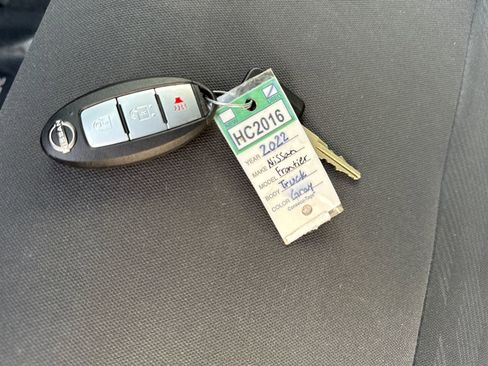 HC2016
YEAR 2022
MAKE Nissan
MODEL Frontier
BODY Truck
COLOR Gray